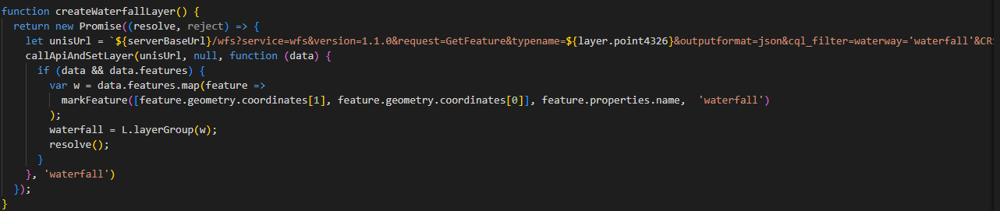 function createWaterfallLayer() {
return new Promise((resolve, reject) => {
let unisUrl = `${serverBaseUrl}/wfs?service=wfs&version=1.1.0&request=GetFeature&typename=${layer.point4326}&outputformat=json&cql_filter=waterway='waterfall'&CR
callApiAndSetLayer(unisUrl, null, function (data) {
if (data && data.features) {
var w = data.features.map(feature =>
markFeature([feature.geometry.coordinates[1], feature.geometry.coordinates[0]], feature.properties.name,  'waterfall')
);
waterfall = L.layerGroup(w);
resolve();
}
}, 'waterfall')
});
}